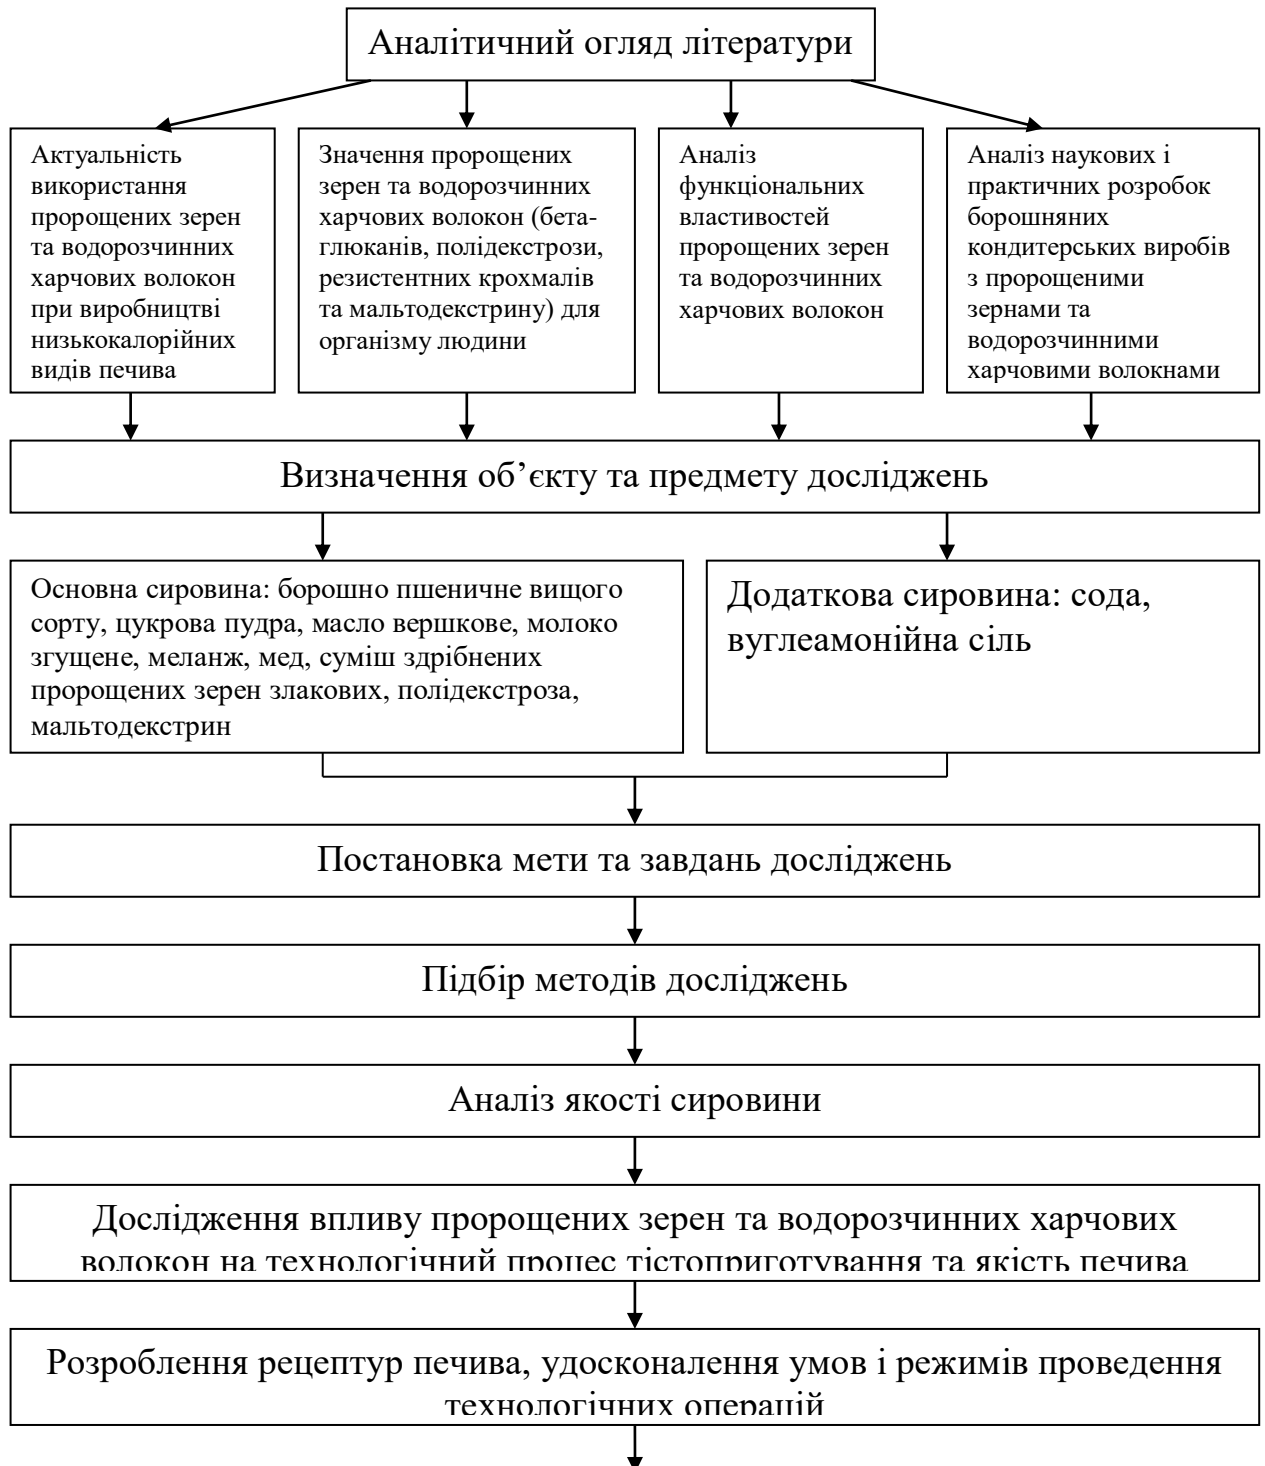 Аналітичний огляд літератури
Актуальність
використання
пророщених зерен
та водорозчинних
харчових волокон
при виробництві
низькокалорійних
видів печива
Значення пророщених
зерен та водорозчинних
харчових волокон (бета-
глюканів, полідекстрози,
резистентних крохмалів
та мальтодекстрину) для
організму людини
Аналіз
функціональних
властивостей
пророщених зерен
та водорозчинних
харчових волокон
Аналіз наукових і
практичних розробок
борошняних
кондитерських виробів
з пророщеними
зернами та
водорозчинними
харчовими волокнами
Визначення об’єкту та предмету досліджень
Основна сировина: борошно пшеничне вищого
сорту, цукрова пудра, масло вершкове, молоко
згущене, меланж, мед, суміш здрібнених
пророщених зерен злакових, полідекстроза,
мальтодекстрин
Додаткова сировина: сода,
вуглеамонійна сіль
Постановка мети та завдань досліджень
Підбір методів досліджень
Аналіз якості сировини
Дослідження впливу пророщених зерен та водорозчинних харчових
волокон на технологічний процес тістоприготування та якість печива
Розроблення рецептур печива, удосконалення умов і режимів проведення
технологічних операцій